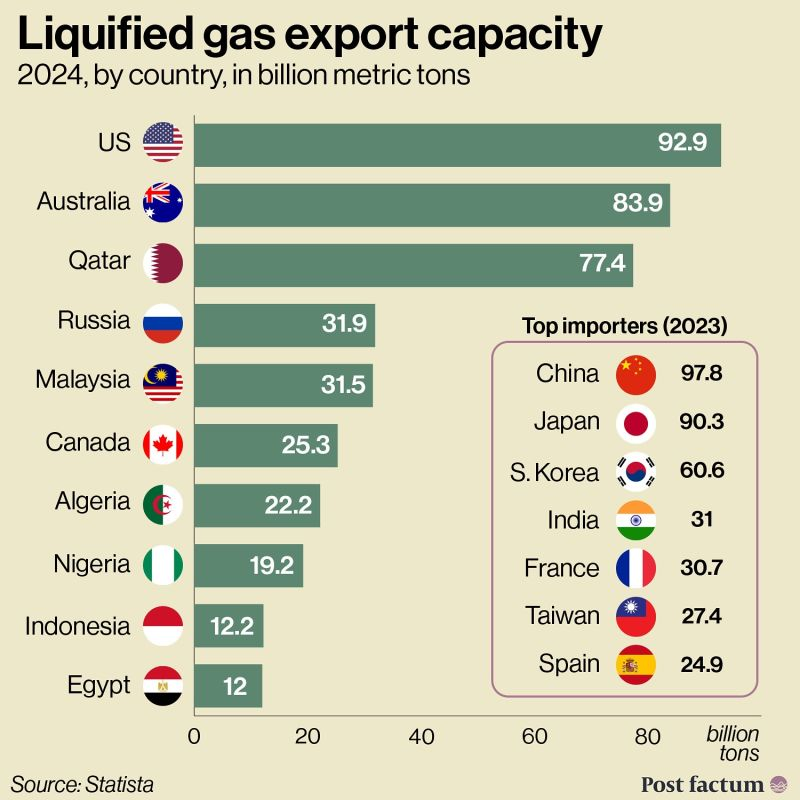 Liquified gas export capacity
2024, by country, in billion metric tons
US 92.9
Australia 83.9
Qatar 77.4
Russia 31.9
Malaysia 31.5
Canada 25.3
Algeria 22.2
Nigeria 19.2
Indonesia 12.2
Egypt 12
0 20 40 60 80 billion
tons
Top importers (2023)
China 97.8
Japan 90.3
S. Korea 60.6
India 31
France 30.7
Taiwan 27.4
Spain 24.9
Source: Statista
Post factum